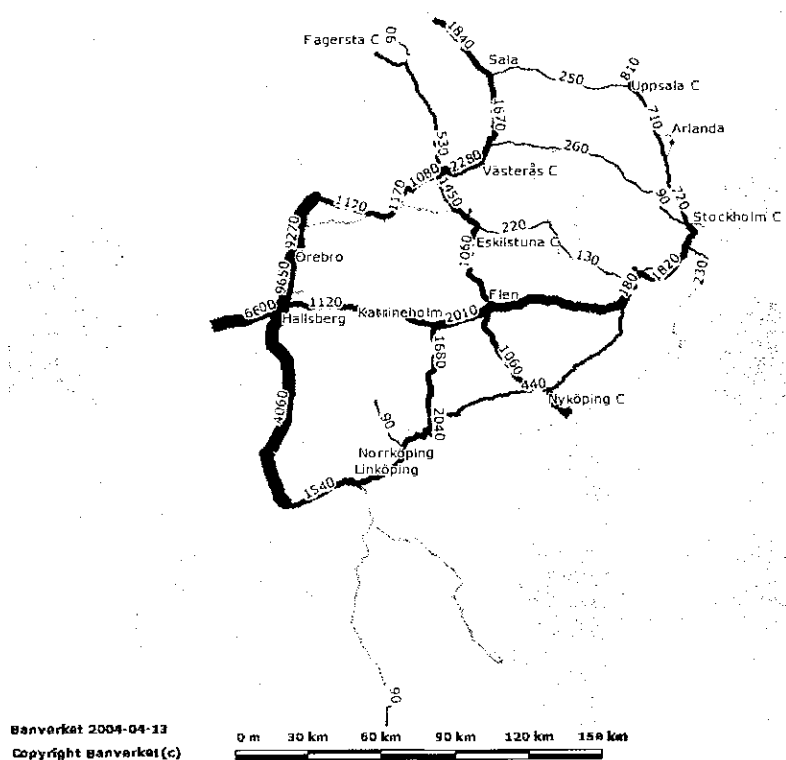 1840
90
Fagersta C
Sala
250
810
Uppsala C
1670
710
Arlanda
530
260
2280
Västerås C
1080
1170
1450
90
720
1120
Stockholm C
220
Eskilstuna C
9270
Örebro
1060
130
1820
230
9650
180
Flen
6600
1120
Katrineholm
2010
Hallsberg
1680
1060
440
4060
90
2040
Nyköping C
Norrköping
Linköping
1540
90
Banverket 2004-04-13
0 m 30 km 60 km 90 km 120 km 150 km
Copyright Banverket(c)